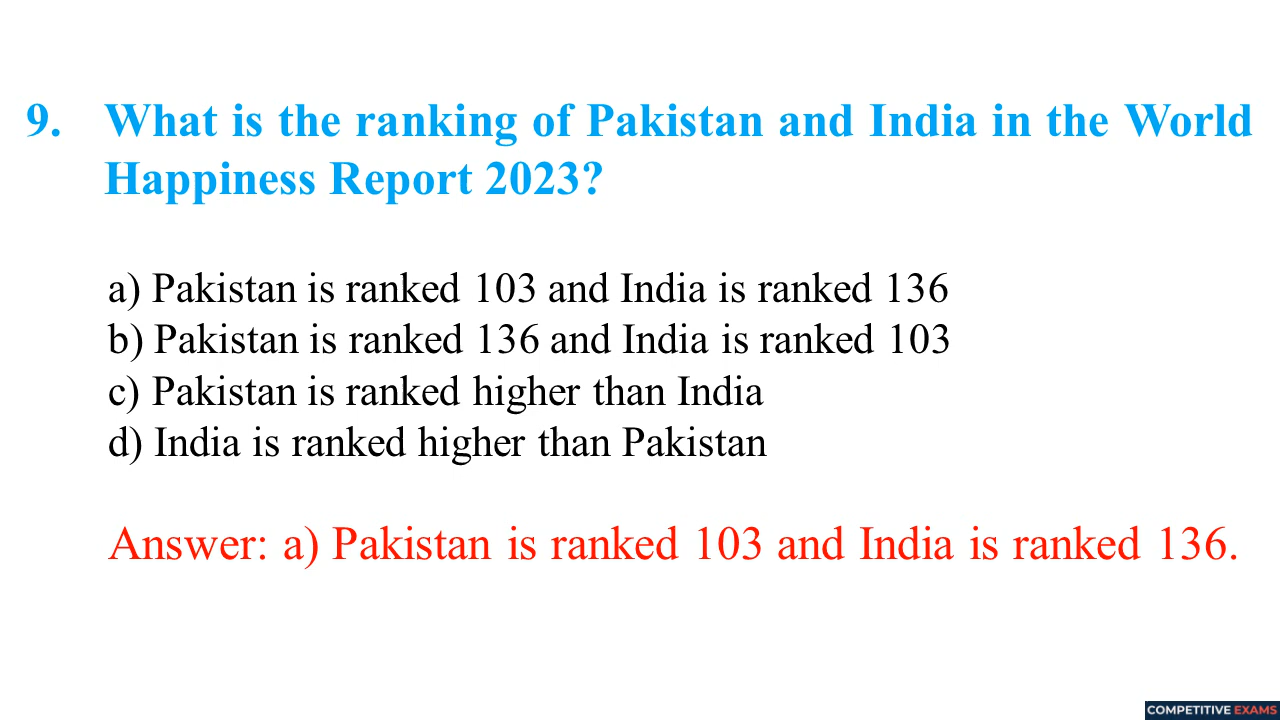 9. What is the ranking of Pakistan and India in the World
Happiness Report 2023?
a) Pakistan is ranked 103 and India is ranked 136
b) Pakistan is ranked 136 and India is ranked 103
c) Pakistan is ranked higher than India
d) India is ranked higher than Pakistan
Answer: a) Pakistan is ranked 103 and India is ranked 136.
COMPETITIVE EXAMS